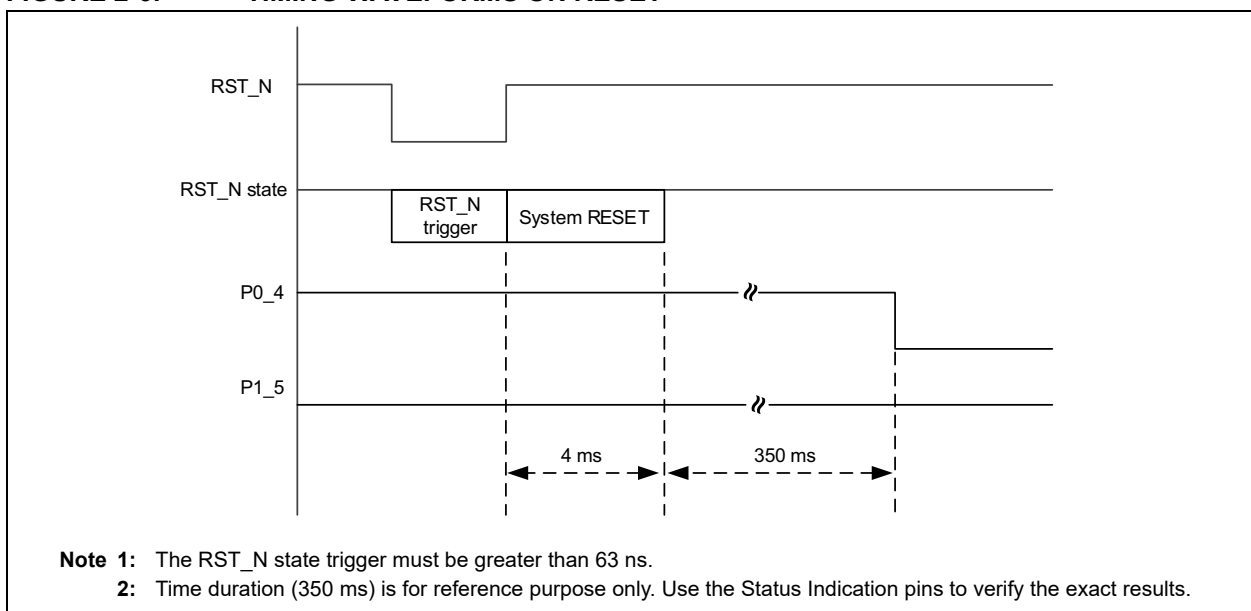 RST_N
RST_N state
RST_N
trigger
System RESET
P0_4
P1_5
4 ms
350 ms
Note 1: The RST_N state trigger must be greater than 63 ns.
2: Time duration (350 ms) is for reference purpose only. Use the Status Indication pins to verify the exact results.